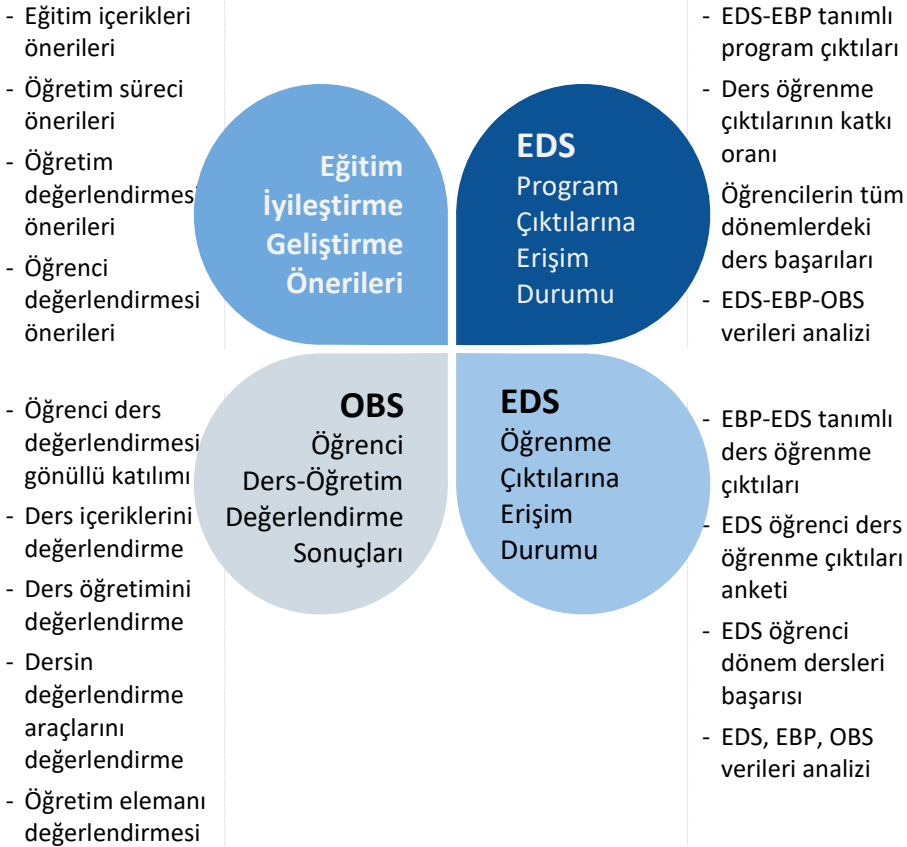 - Eğitim içerikleri
önerileri
- Öğretim süreci
önerileri
- Öğretim
değerlendirmesi
önerileri
- Öğrenci
değerlendirmesi
önerileri
Eğitim
İyileştirme
Geliştirme
Önerileri
EDS
Program
Çıktılarına
Erişim
Durumu
- EDS-EBP tanımlı
program çıktıları
- Ders öğrenme
çıktılarının katkı
oranı
Öğrencilerin tüm
dönemlerdeki
ders başarıları
- EDS-EBP-OBS
verileri analizi
- Öğrenci ders
değerlendirmesi
gönüllü katılımı
- Ders içeriklerini
değerlendirme
- Ders öğretimini
değerlendirme
- Dersin
değerlendirme
araçlarını
değerlendirme
- Öğretim elemanı
değerlendirmesi
OBS
Öğrenci
Ders-Öğretim
Değerlendirme
Sonuçları
EDS
Öğrenme
Çıktılarına
Erişim
Durumu
- EBP-EDS tanımlı
ders öğrenme
çıktıları
- EDS öğrenci ders
öğrenme çıktıları
anketi
- EDS öğrenci
dönem dersleri
başarısı
- EDS, EBP, OBS
verileri analizi